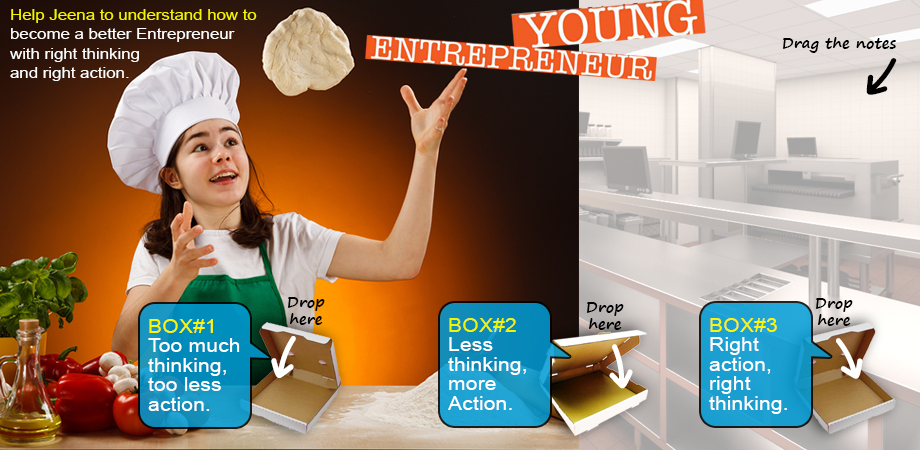 Help Jeena to understand how to
become a better Entrepreneur
with right thinking
and right action.
YOUNG
ENTREPRENEUR
Drag the notes
BOX#1
Too much
thinking,
too less
action.
Drop
here
BOX#2
Less
thinking,
more
Action.
Drop
here
BOX#3
Right
action,
right
thinking.
Drop
here